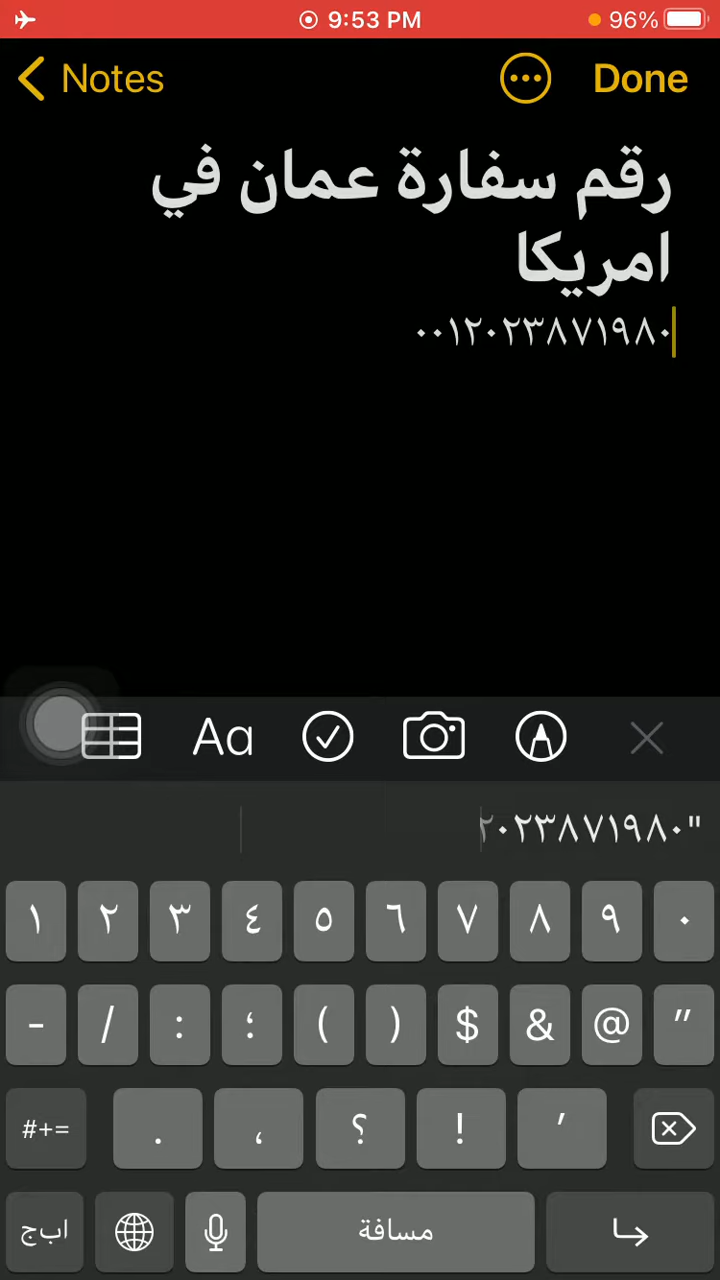 9:53 PM
96%
Notes
Done
رقم سفارة عمان في
امريكا
٠٠١٢٠٢٣٨٧١٩٨٠
Aa
٢٠٢٣٨٧١٩٨٠"
١ ٢ ٣ ٤ ٥ ٦ ٧ ٨ ٩ ٠
- / : ؛ ( ) $ & @ "
#+= . ، ؟ ! '
ا ب ج مسافة